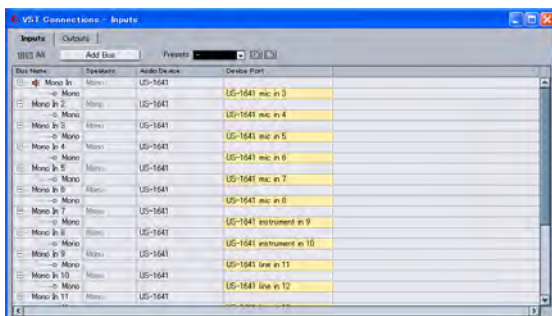 VST Connections - Inputs
Inputs Outputs
All Add Bus Presets
Bus Name Speakers Audio Device Device Port
Mono In Mono US-1641
Mono US-1641 mic in 3
Mono In 2 Mono US-1641
Mono US-1641 mic in 4
Mono In 3 Mono US-1641
Mono US-1641 mic in 5
Mono In 4 Mono US-1641
Mono US-1641 mic in 6
Mono In 5 Mono US-1641
Mono US-1641 mic in 7
Mono In 6 Mono US-1641
Mono US-1641 mic in 8
Mono In 7 Mono US-1641
Mono US-1641 instrument in 9
Mono In 8 Mono US-1641
Mono US-1641 instrument in 10
Mono In 9 Mono US-1641
Mono US-1641 line in 11
Mono In 10 Mono US-1641
Mono US-1641 line in 12
Mono In 11 Mono US-1641